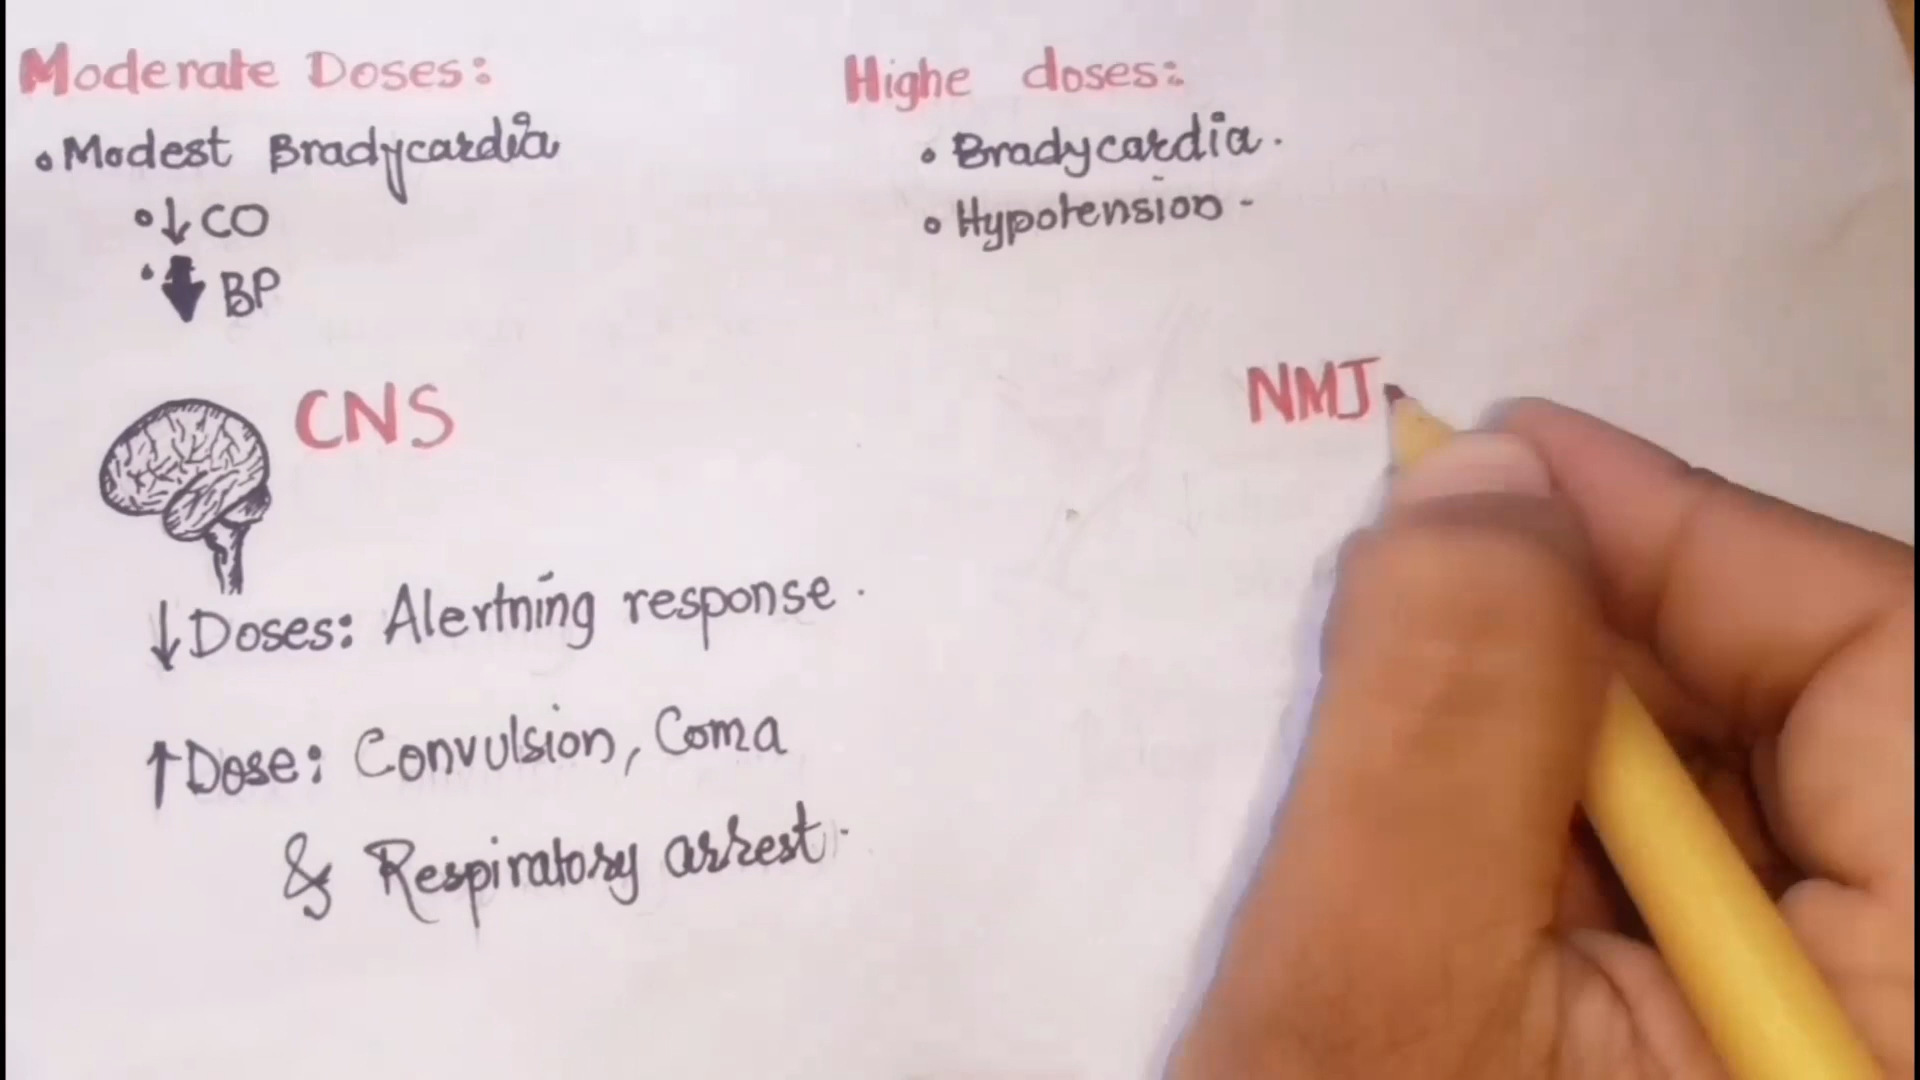 Moderate Doses:
• Modest Bradycardia
• ↓ CO
• ↓ BP
Highe doses:
• Bradycardia.
• Hypotension -
CNS
↓ Doses: Alertning response.
↑ Dose: Convulsion, Coma
& Respiratory arrest.
NMJ